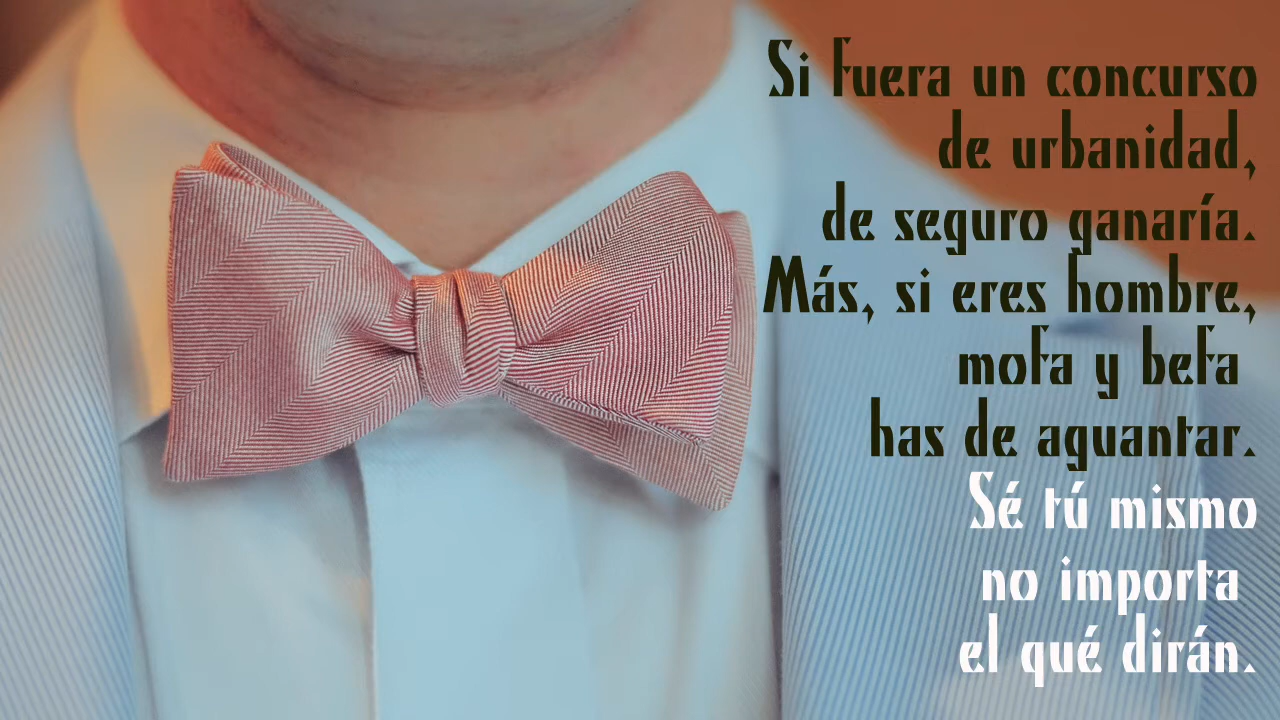 Si fuera un concurso
de urbanidad,
de seguro ganaría.
Más, si eres hombre,
mofa y befa
has de aguantar.
Sé tú mismo
no importa
el qué dirán.